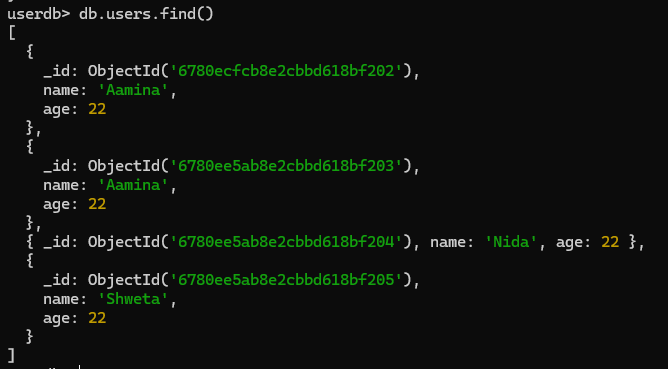 userdb> db.users.find()
[
  {
    _id: ObjectId('6780ecfcb8e2cbbd618bf202'),
    name: 'Aamina',
    age: 22
  },
  {
    _id: ObjectId('6780ee5ab8e2cbbd618bf203'),
    name: 'Aamina',
    age: 22
  },
  { _id: ObjectId('6780ee5ab8e2cbbd618bf204'), name: 'Nida', age: 22 },
  {
    _id: ObjectId('6780ee5ab8e2cbbd618bf205'),
    name: 'Shweta',
    age: 22
  }
]